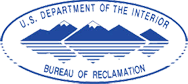 U.S. DEPARTMENT OF THE INTERIOR
BUREAU OF RECLAMATION